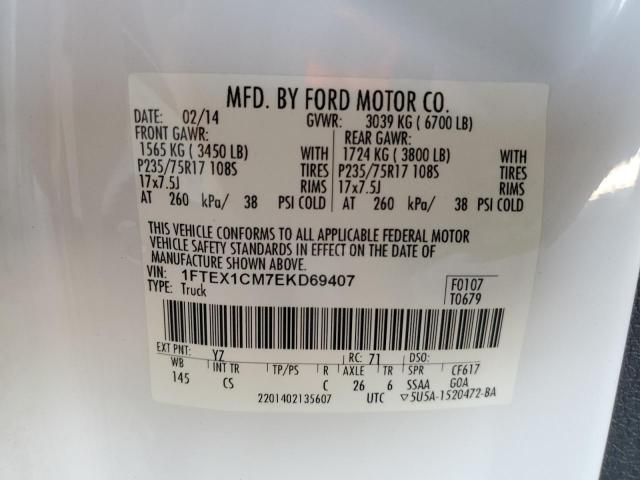 MFD. BY FORD MOTOR CO.
DATE: 02/14 GVWR: 3039 KG ( 6700 LB)
FRONT GAWR: REAR GAWR:
1565 KG ( 3450 LB) WITH 1724 KG ( 3800 LB) WITH
P235/75R17 108S TIRES P235/75R17 108S TIRES
17x7.5J RIMS 17x7.5J RIMS
AT 260 kPa/ 38 PSI COLD AT 260 kPa/ 38 PSI COLD
THIS VEHICLE CONFORMS TO ALL APPLICABLE FEDERAL MOTOR
VEHICLE SAFETY STANDARDS IN EFFECT ON THE DATE OF
MANUFACTURE SHOWN ABOVE.
VIN: 1FTEX1CM7EKD69407 F0107
TYPE: Truck T0679
EXT PNT: YZ RC: 71 DSO:
WB INT TR TP/PS R AXLE TR SPR CF617
145 CS C 26 6 SSAA GOA
2201402135607 UTC ▽5U5A-1520472-BA